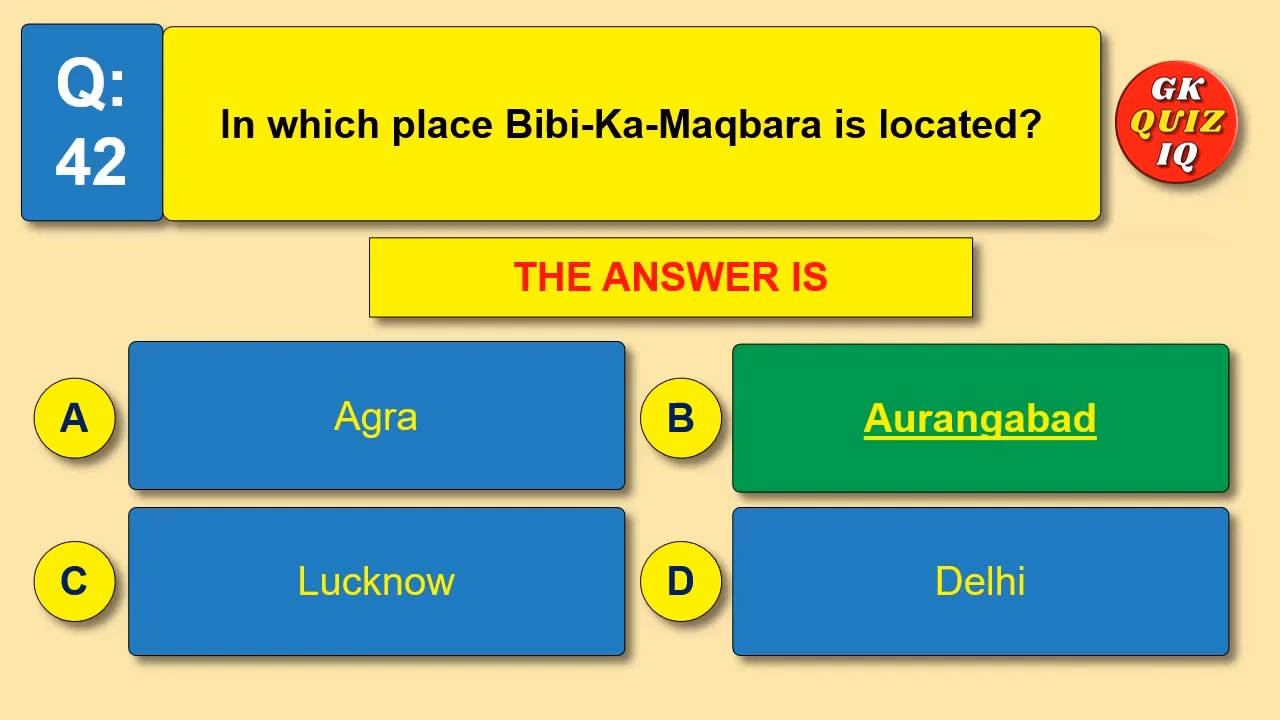 Q:
42
In which place Bibi-Ka-Maqbara is located?
GK
QUIZ
IQ
THE ANSWER IS
A
Agra
B
Aurangabad
C
Lucknow
D
Delhi